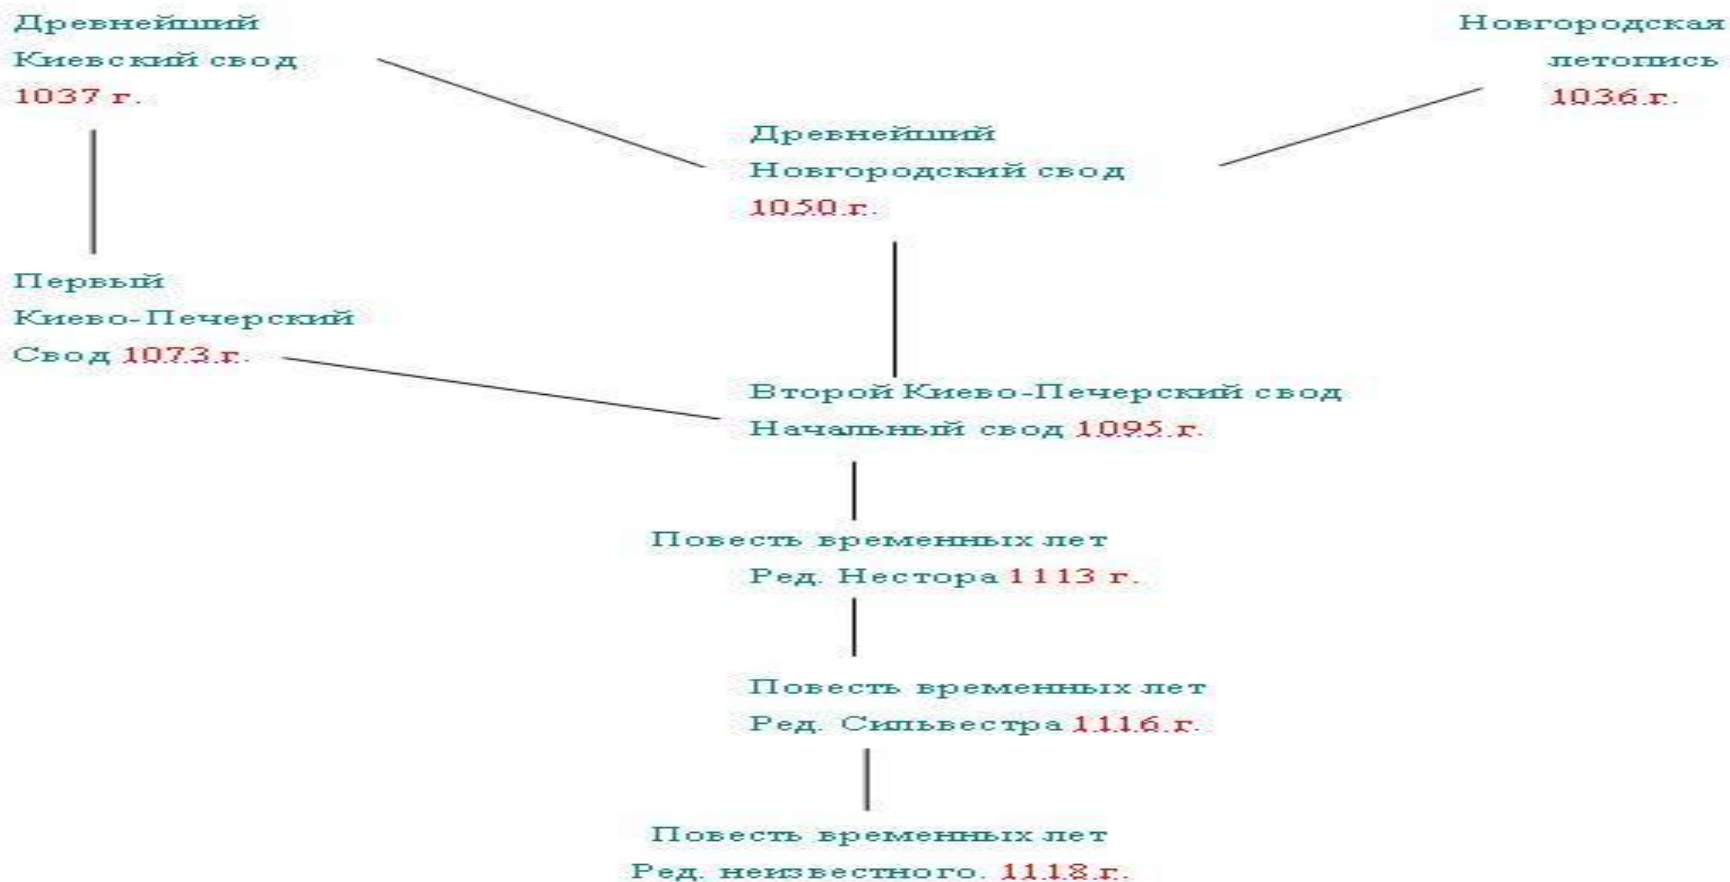 Древнейший
Киевский свод
1037 г.
Новгородская
летопись
1036 г.
Древнейший
Новгородский свод
1050 г.
Первый
Киево-Печерский
Свод 1073 г.
Второй Киево-Печерский свод
Начальный свод 1095 г.
Повесть временных лет
Ред. Нестора 1113 г.
Повесть временных лет
Ред. Сильвестра 1116 г.
Повесть временных лет
Ред. неизвестного. 1118 г.